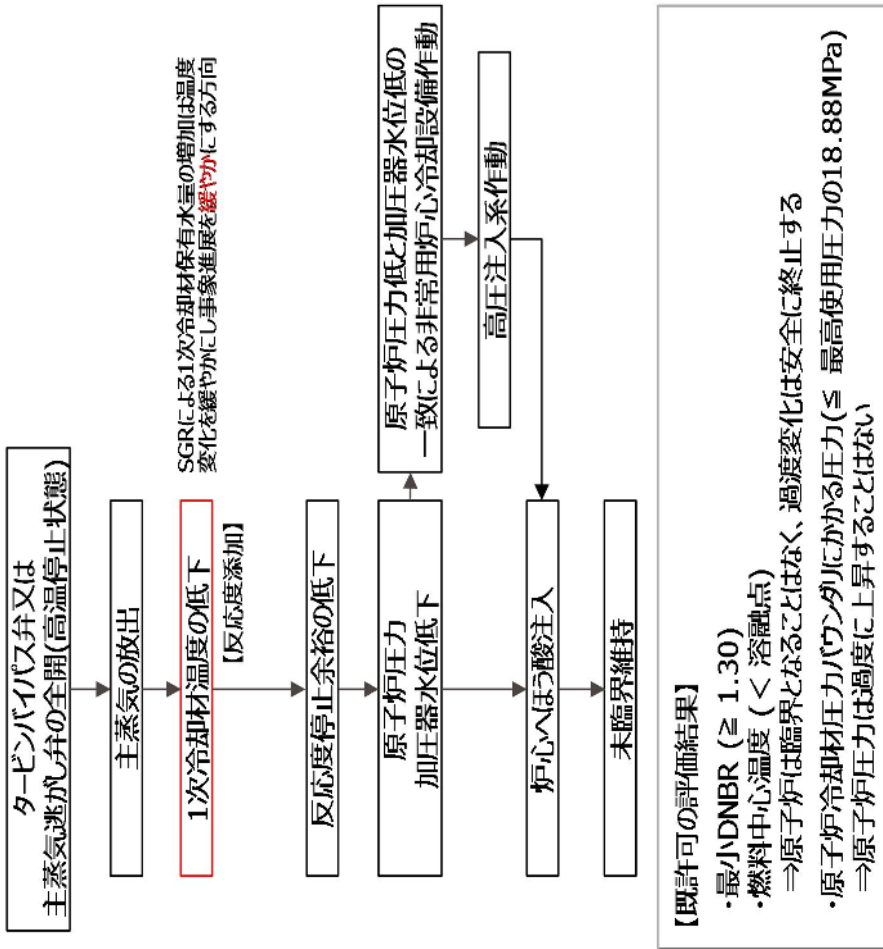 タービンバイパス弁又は
主蒸気逃がし弁の全開(高温停止状態)
主蒸気の放出
1次冷却材温度の低下
【反応度添加】
SGRによる1次冷却材保有水量の増加は温度
変化を緩やかにし事象進展を緩やかにする方向
反応度停止余裕の低下
原子炉圧力
加圧器水位低下
原子炉圧力低と加圧器水位低の
一致による非常用炉心冷却設備作動
高圧注入系作動
炉心へほう酸注入
未臨界維持
【既許可の評価結果】
・最小DNBR (≧ 1.30)
・燃料中心温度 (< 溶融点)
⇒原子炉は臨界となることはなく、過渡変化は安全に終止する
・原子炉冷却材圧力バウンダリにかかる圧力(≦ 最高使用圧力の18.88MPa)
⇒原子炉圧力は過度に上昇することはない